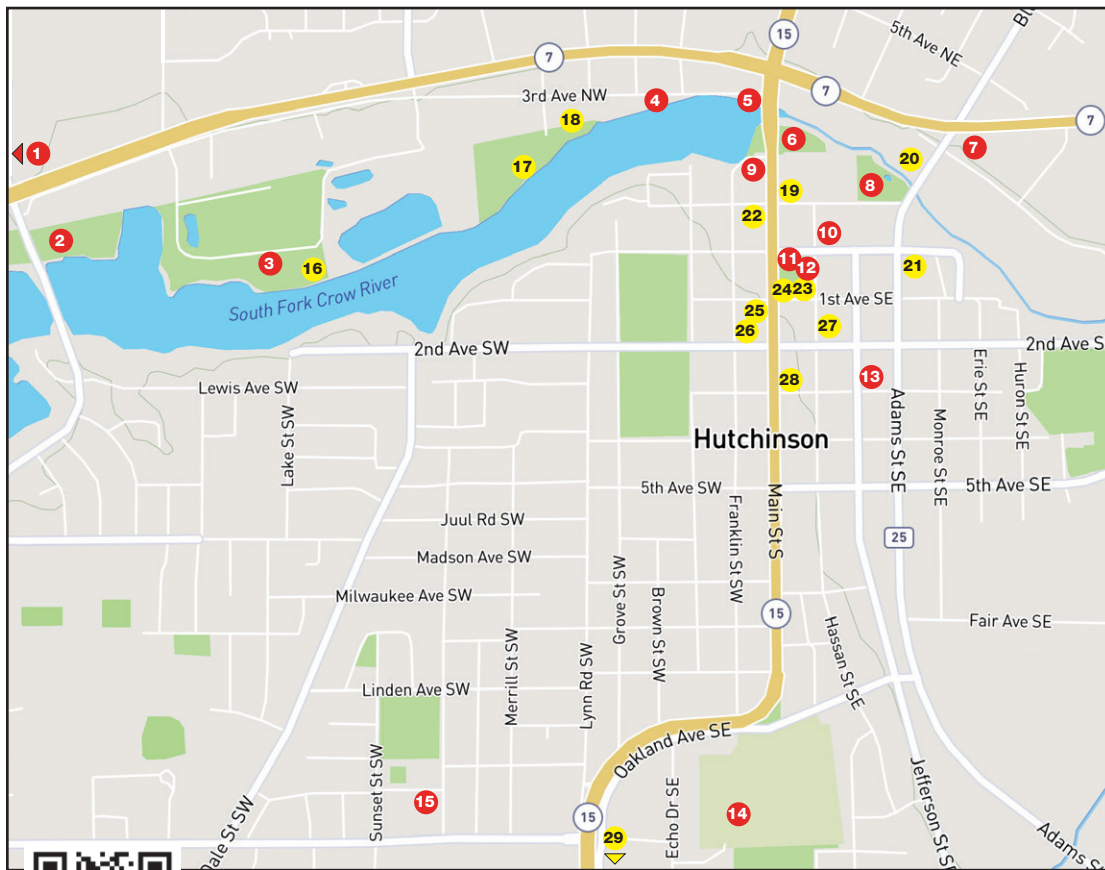 15
5th Ave NE
7
3rd Ave NW
4
5
7
7
18
1
6
7
20
17
9
8
19
22
10
2
3
16
11
12
21
South Fork Crow River
24
23
1st Ave SE
25
26
27
2nd Ave SW
2nd Ave S
Lewis Ave SW
28
13
Erie St SE
Huron St SE
Lake St SW
Hutchinson
Adams St SE
Monroe St SE
5th Ave SW
5th Ave SE
Main St S
Franklin St SW
Juul Rd SW
25
Madson Ave SW
Milwaukee Ave SW
Grove St SW
Brown St SW
15
Fair Ave SE
Hassan St SE
Linden Ave SW
Merrill St SW
Lynn Rd SW
Oakland Ave SE
Sunset St SW
15
14
15
29
Echo Dr SE
Jefferson St SE
Adams St
Dale St SW